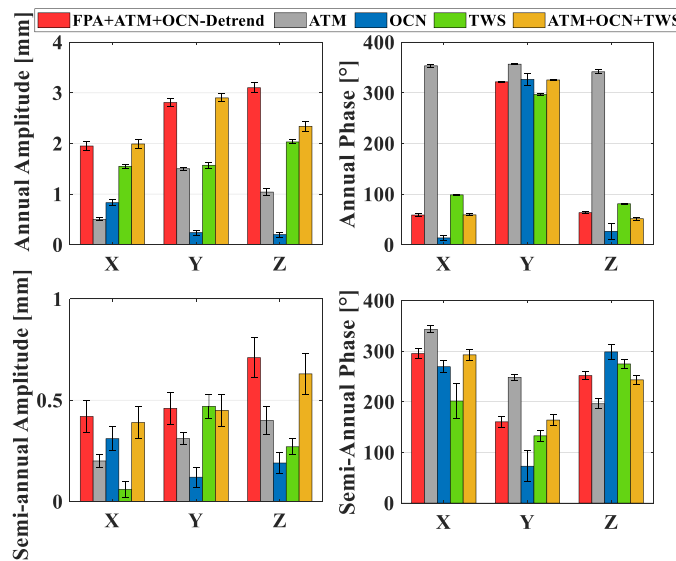 FPA+ATM+OCN-Detrend ATM OCN TWS ATM+OCN+TWS
Annual Amplitude [mm]
4
3
2
1
0
X Y Z
Annual Phase [°]
400
300
200
100
0
X Y Z
Semi-annual Amplitude [mm]
1
0.5
0
X Y Z
Semi-Annual Phase [°]
400
300
200
100
0
X Y Z